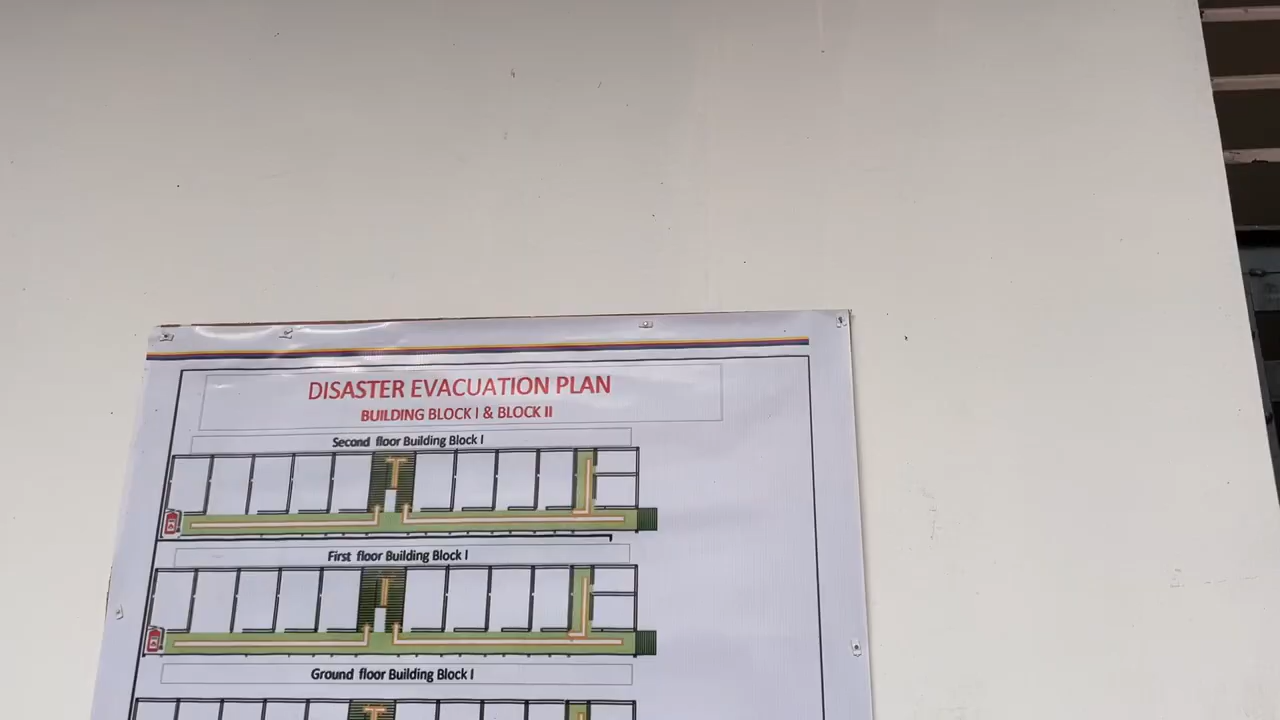 DISASTER EVACUATION PLAN
BUILDING BLOCK I & BLOCK II
Second floor Building Block I
First floor Building Block I
Ground floor Building Block I